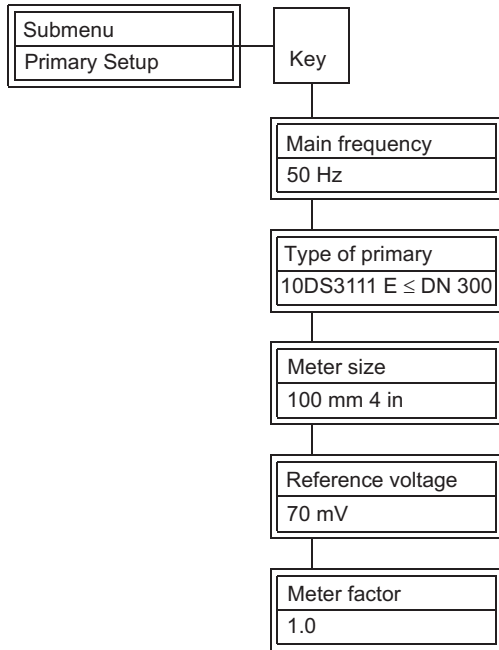 Submenu
Primary Setup
Key
Main frequency
50 Hz
Type of primary
10DS3111 E ≤ DN 300
Meter size
100 mm 4 in
Reference voltage
70 mV
Meter factor
1.0